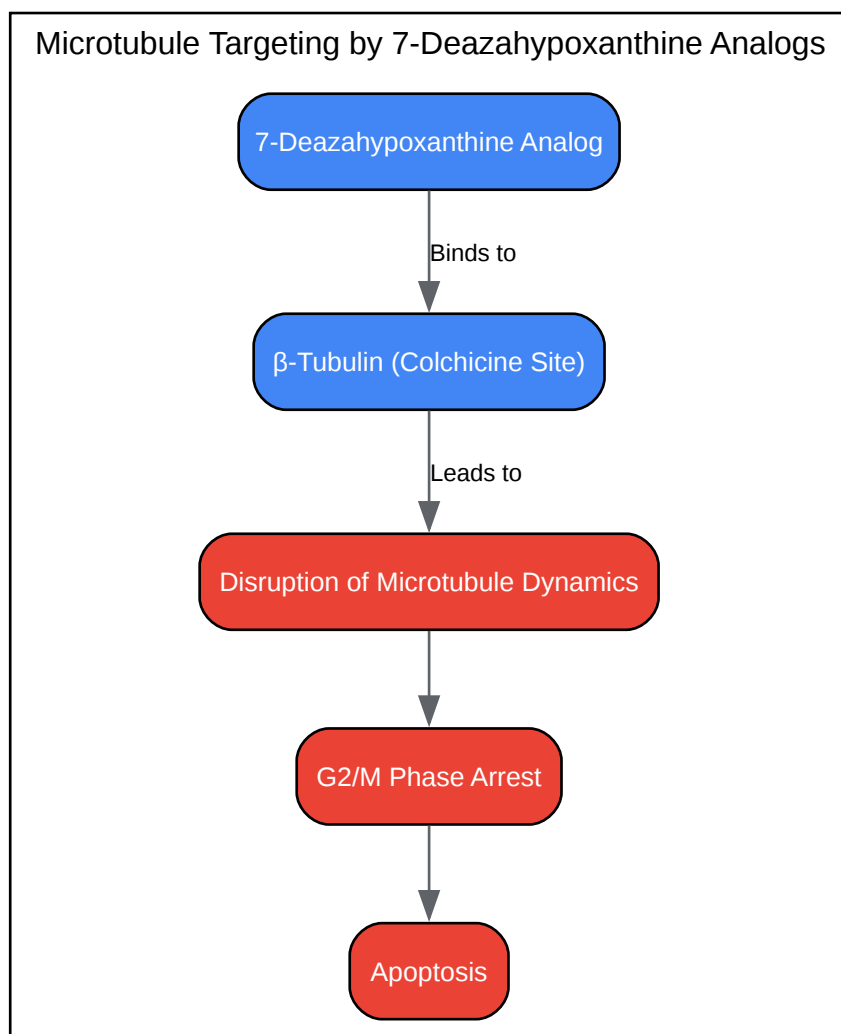 Microtubule Targeting by 7-Deazahypoxanthine Analogs
7-Deazahypoxanthine Analog
Binds to
β-Tubulin (Colchicine Site)
Leads to
Disruption of Microtubule Dynamics
G2/M Phase Arrest
Apoptosis